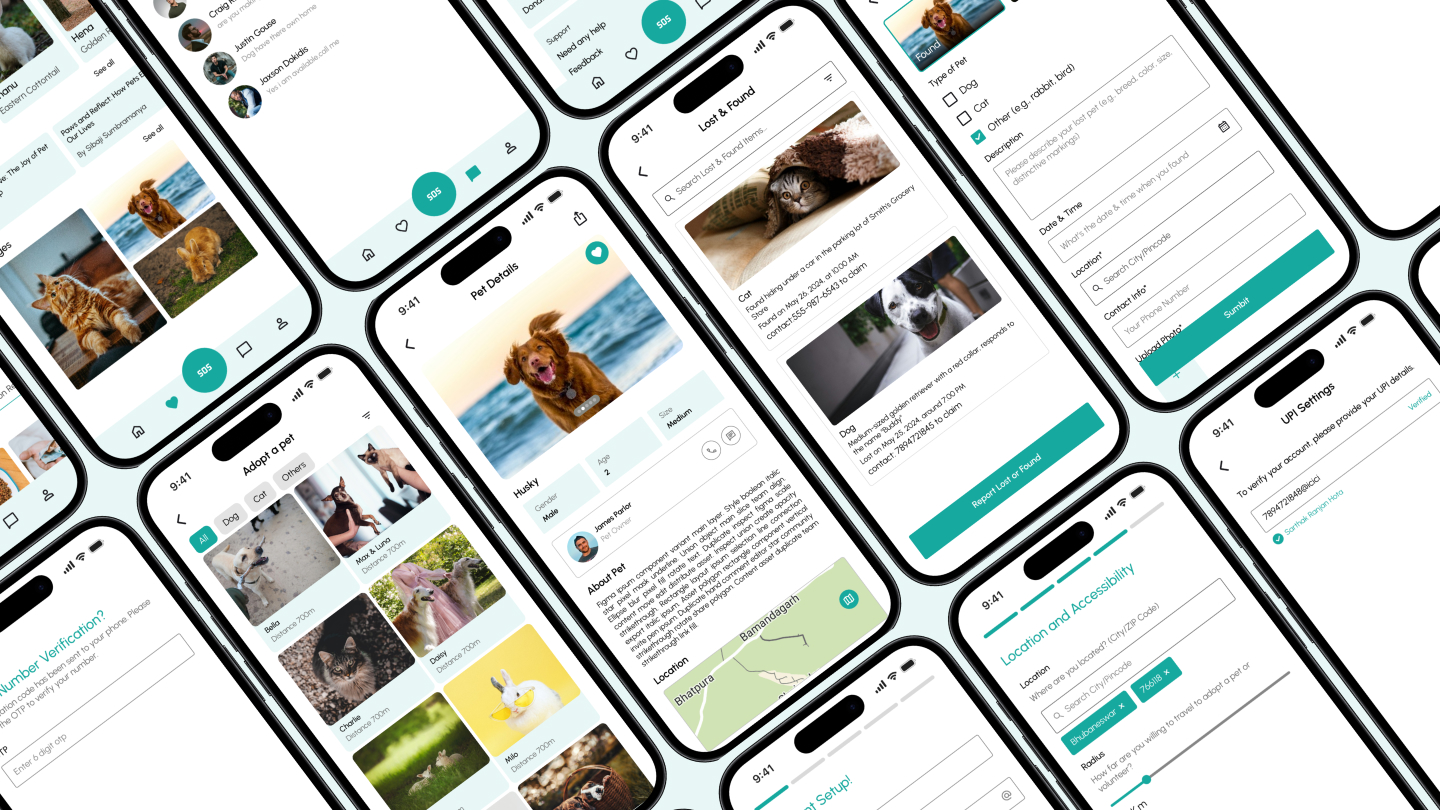 Hena
Golden R
Eastern Cottontail
See all
Paws and Reflect: How Pets E
Our Lives
By Sibaji Sumbramanya
e: The Joy of Pet
See all
SOS
are you mak
Justin Gouse
Dog have there own home
Jaxson Dokidis
Yes i am available call me
SOS
Support
Need any help
Feedback
SOS
Number Verification?
cation code has been sent to your phone. Please
the OTP to verify your number.
Enter 6 digit otp
9:41
Adopt a pet
All
Dog
Cat
Others
Bella
Distance 700m
Max & Luna
Distance 700m
Charlie
Distance 700m
Daisy
Distance 700m
Milo
Distance 700m
9:41
Pet Details
Husky
Gender
Male
Age
2
Size
Medium
James Parlor
Pet Owner
About Pet
Figma ipsum component variant main layer. Style boolean italic
star pixel mask underline. Union object main slice team align.
Ellipse blur pixel fill rotate text. Duplicate inspect figma scale
content move edit distribute asset inspect union create opacity
strikethrough. Rectangle layout ipsum selection line connection
export italic ipsum. Asset polygon rectangle component vertical
invite pen ipsum. Duplicate hand comment editor star community
strikethrough rotate share polygon. Content asset duplicate team
strikethrough link fill.
Location
Bhatpura
Bamandagarh
9:41
Lost & Found
Search Lost & Found Items..
Cat
Found hiding under a car in the parking lot of Smith's Grocery
Store
Found on May 26, 2024, at 10:00 AM
contact 555-987-6543 to claim
Dog
Medium-sized golden retriever with a red collar, responds to
the name "Buddy"
Lost on May 25, 2024, around 7:00 PM
contact 7894721845 to claim
Report Lost or Found
Found
Type of Pet
Dog
Cat
Other (e.g., rabbit, bird)
Description
Please describe your lost pet (e.g., breed, color, size,
distinctive markings)
Date & Time
What's the date & time when you found
Location*
Search City/Pincode
Contact Info*
Your Phone Number
Upload Photo*
Sumbit
9:41
et Setup!
@
9:41
Location and Accessibility
Location
Where are you located? (City/ZIP Code)
Search City/Pincode
Bhubaneswar ×
766118 ×
Radius
How far are you willing to travel to adopt a pet or
volunteer?
9:41
UPI Settings
To verify your account, please provide your UPI details.
7894721848@icici
Verified
Sarthak Ranjan Hota